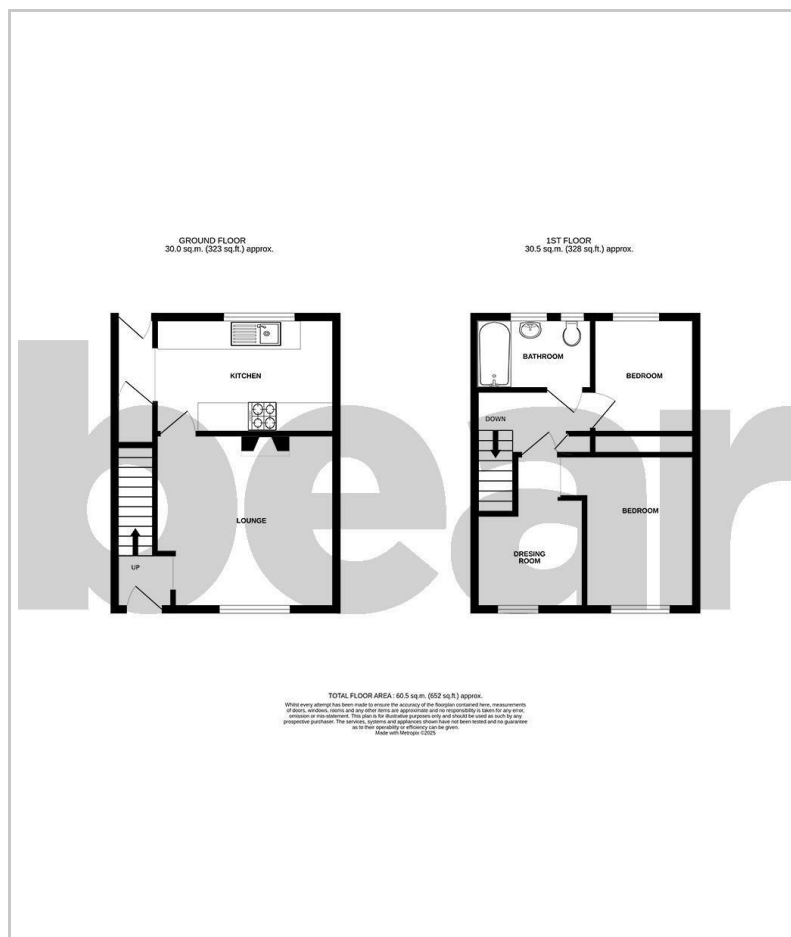 GROUND FLOOR
30.0 sq.m. (323 sq.ft.) approx.
KITCHEN
LOUNGE
UP
1ST FLOOR
30.5 sq.m. (328 sq.ft.) approx.
BATHROOM
BEDROOM
DOWN
BEDROOM
DRESING
ROOM
bear
TOTAL FLOOR AREA : 60.5 sq.m. (652 sq.ft.) approx.
Whilst every attempt has been made to ensure the accuracy of the floorplan contained here, measurements
of doors, windows, rooms and any other items are approximate and no responsibility is taken for any error,
omission or mis-statement. This plan is for illustrative purposes only and should be used as such by any
prospective purchaser. The services, systems and appliances shown have not been tested and no guarantee
as to their operability or efficiency can be given.
Made with Metropix ©2025